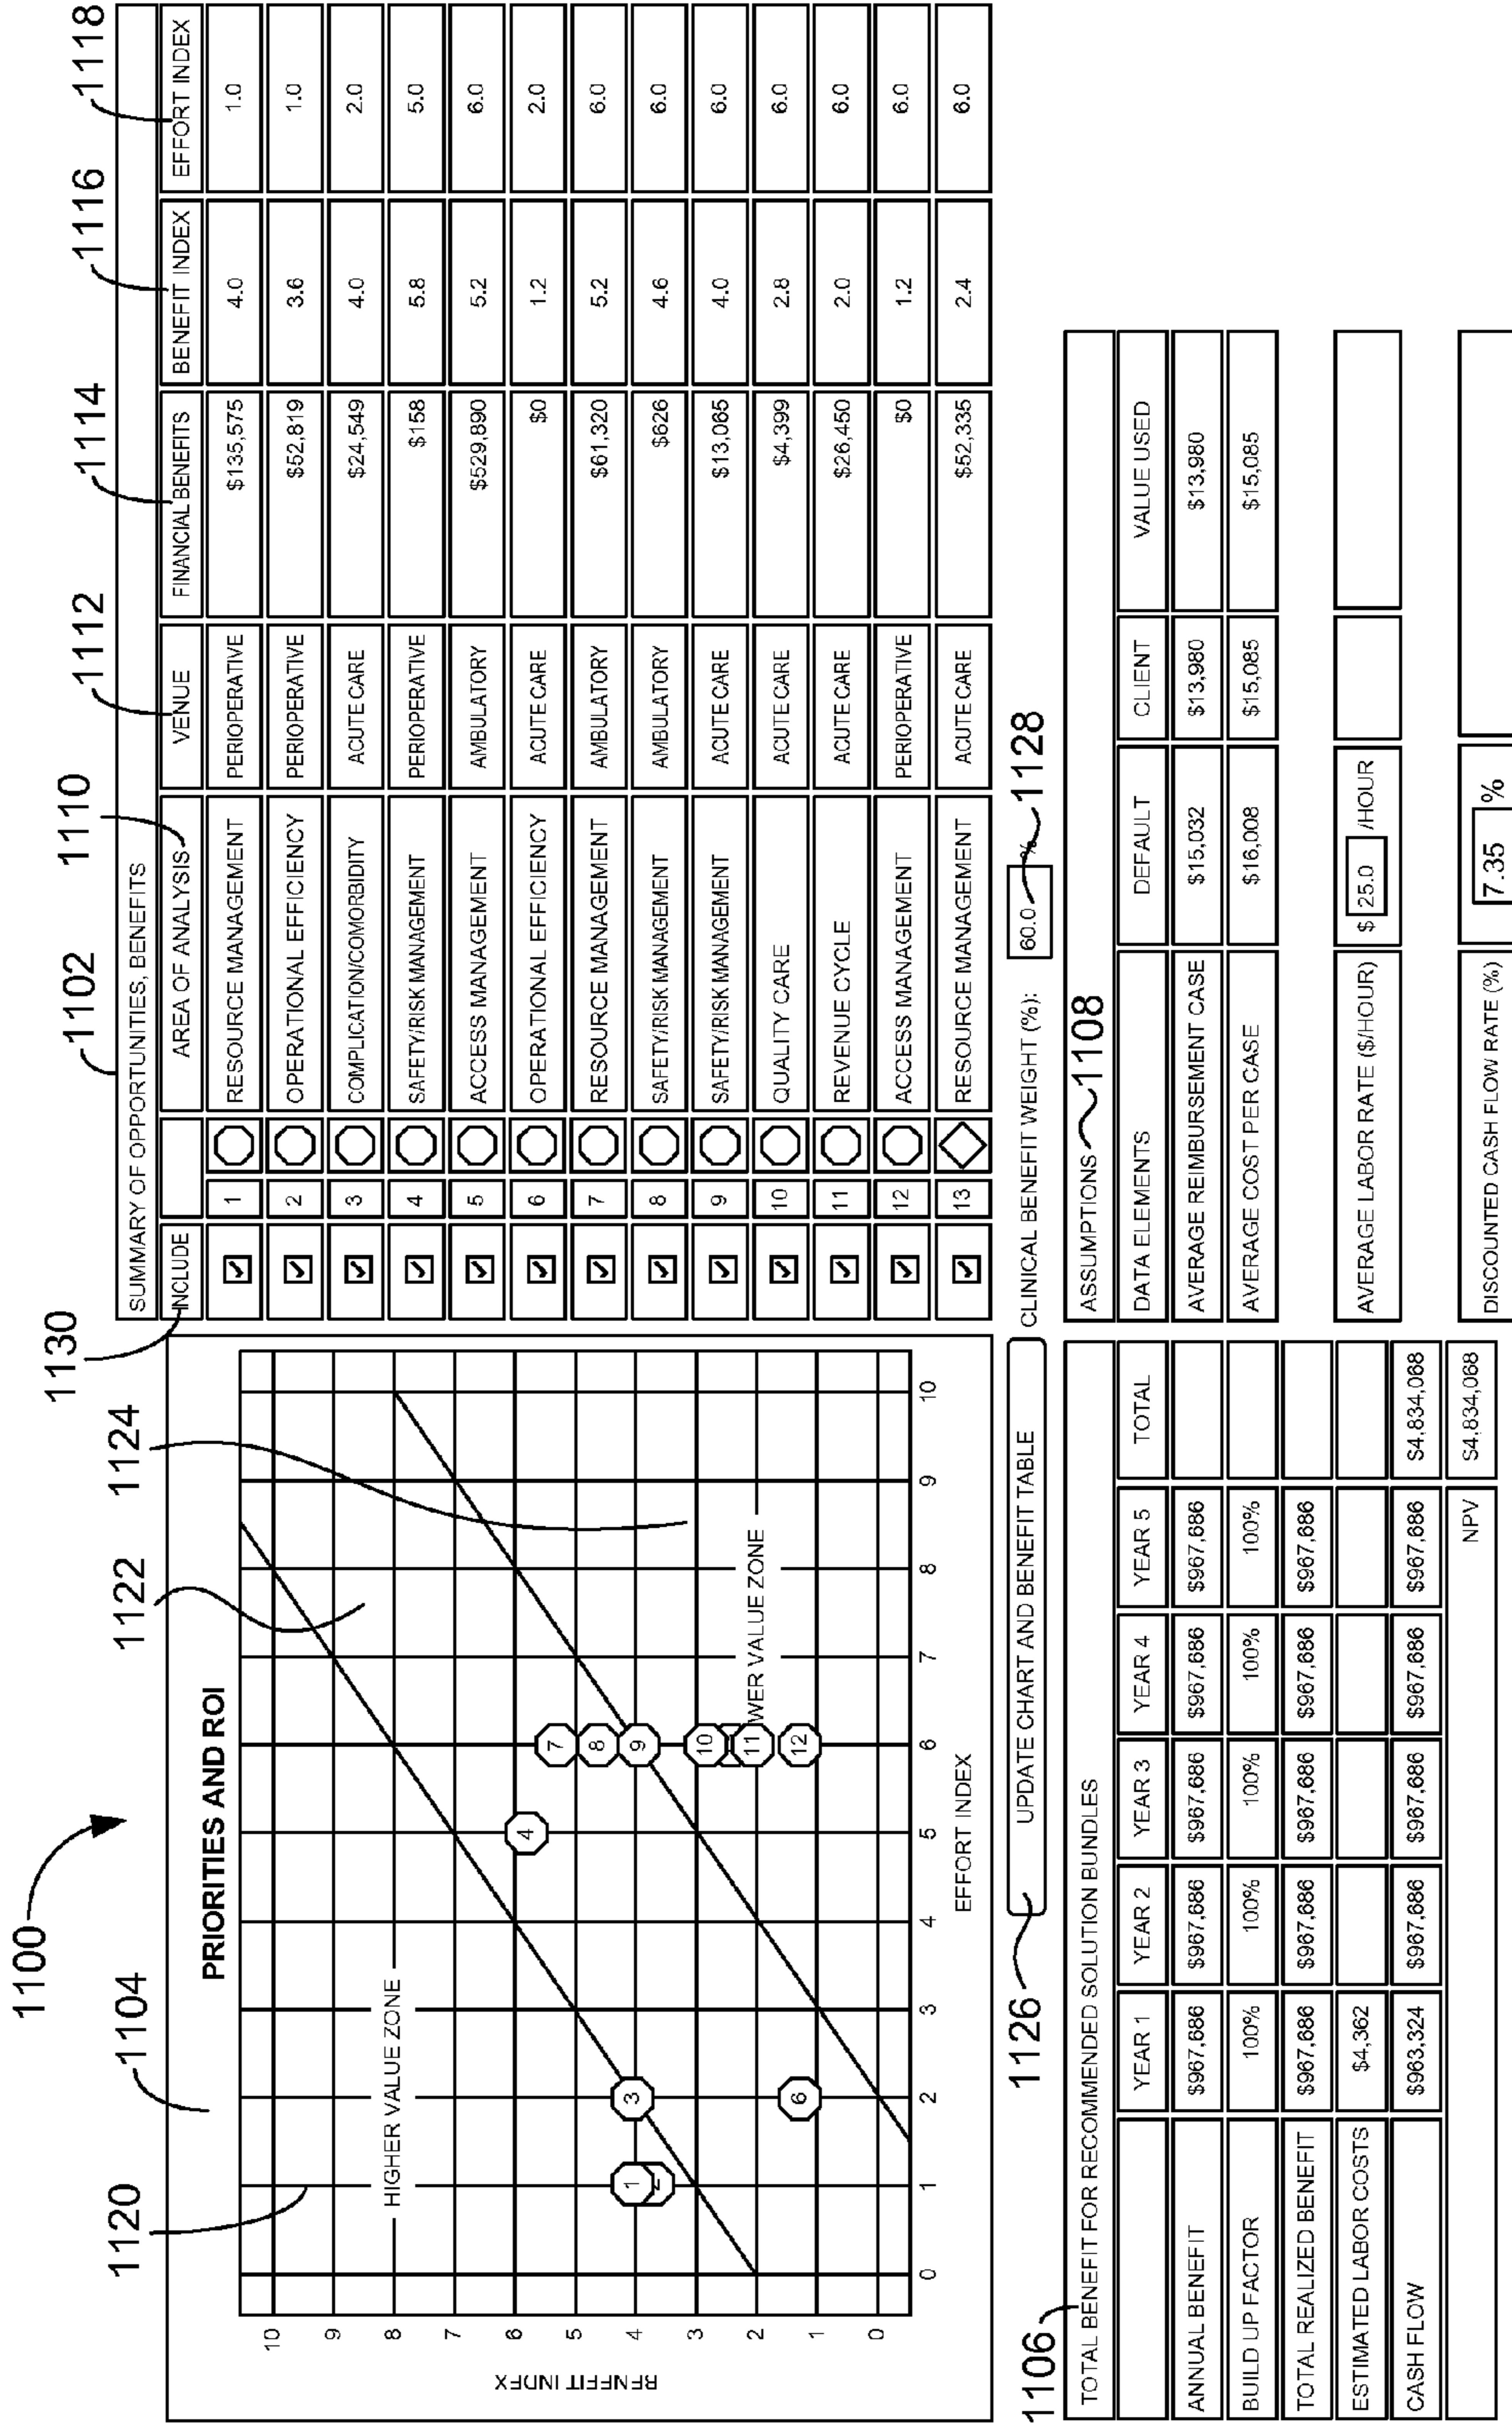 1100
1104
1120
1122
1124
PRIORITIES AND ROI
HIGHER VALUE ZONE
WER VALUE ZONE
BENEFIT INDEX
10
9
8
7
6
5
4
3
2
1
0
1
2
3
4
6
7
8
9
10
11
12
0 1 2 3 4 5 6 7 8 9 10
EFFORT INDEX
1126
UPDATE CHART AND BENEFIT TABLE
1130
1102
1110
1112
1114
1116
1118
SUMMARY OF OPPORTUNITIES, BENEFITS
INCLUDE AREA OF ANALYSIS VENUE FINANCIAL BENEFITS BENEFIT INDEX EFFORT INDEX
1 RESOURCE MANAGEMENT PERIOPERATIVE $135,575 4.0 1.0
2 OPERATIONAL EFFICIENCY PERIOPERATIVE $52,819 3.6 1.0
3 COMPLICATION/COMORBIDITY ACUTE CARE $24,549 4.0 2.0
4 SAFETY/RISK MANAGEMENT PERIOPERATIVE $158 5.8 5.0
5 ACCESS MANAGEMENT AMBULATORY $529,890 5.2 6.0
6 OPERATIONAL EFFICIENCY ACUTE CARE $0 1.2 2.0
7 RESOURCE MANAGEMENT AMBULATORY $61,320 5.2 6.0
8 SAFETY/RISK MANAGEMENT AMBULATORY $626 4.6 6.0
9 SAFETY/RISK MANAGEMENT ACUTE CARE $13,065 4.0 6.0
10 QUALITY CARE ACUTE CARE $4,399 2.8 6.0
11 REVENUE CYCLE ACUTE CARE $26,450 2.0 6.0
12 ACCESS MANAGEMENT PERIOPERATIVE $0 1.2 6.0
13 RESOURCE MANAGEMENT ACUTE CARE $52,335 2.4 6.0
CLINICAL BENEFIT WEIGHT (%): 60.0 % 1128
1106
TOTAL BENEFIT FOR RECOMMENDED SOLUTION BUNDLES
YEAR 1 YEAR 2 YEAR 3 YEAR 4 YEAR 5 TOTAL
ANNUAL BENEFIT $967,686 $967,686 $967,686 $967,686 $967,686
BUILD UP FACTOR 100% 100% 100% 100% 100%
TOTAL REALIZED BENEFIT $967,686 $967,686 $967,686 $967,686 $967,686
ESTIMATED LABOR COSTS $4,362
CASH FLOW $963,324 $967,686 $967,686 $967,686 $967,686 $4,834,068
NPV $4,834,068
ASSUMPTIONS 1108
DATA ELEMENTS DEFAULT CLIENT VALUE USED
AVERAGE REIMBURSEMENT CASE $15,032 $13,980 $13,980
AVERAGE COST PER CASE $16,008 $15,085 $15,085
AVERAGE LABOR RATE ($/HOUR) $ 25.0 /HOUR
DISCOUNTED CASH FLOW RATE (%) 7.35 %